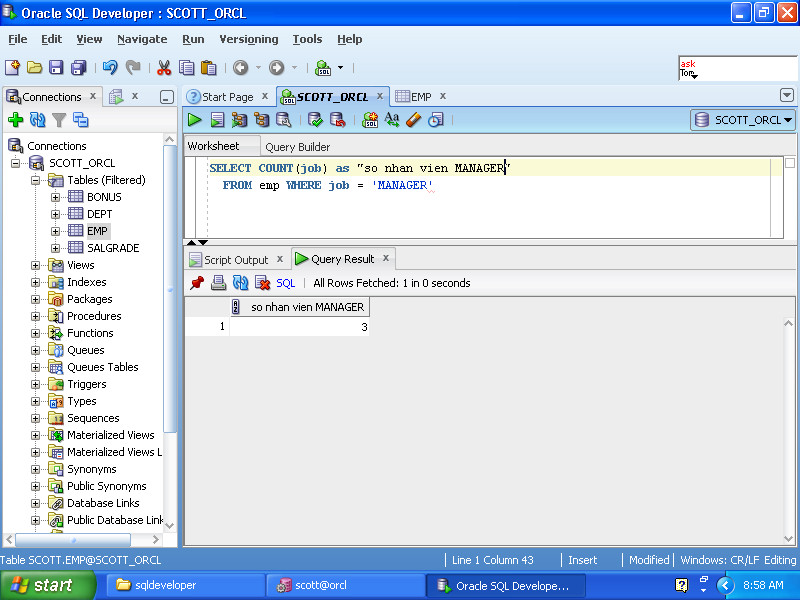 Oracle SQL Developer : SCOTT_ORCL
File Edit View Navigate Run Versioning Tools Help
ask
Tom
Connections x
Start Page x
SCOTT_ORCL x
EMP x
SCOTT_ORCL
Connections
SCOTT_ORCL
Tables (Filtered)
BONUS
DEPT
EMP
SALGRADE
Views
Indexes
Packages
Procedures
Functions
Queues
Queues Tables
Triggers
Types
Sequences
Materialized Views
Materialized Views L
Synonyms
Public Synonyms
Database Links
Public Database Link
Worksheet Query Builder
SELECT COUNT(job) as "so nhan vien MANAGER"
FROM emp WHERE job = 'MANAGER'
Script Output x Query Result x
SQL | All Rows Fetched: 1 in 0 seconds
so nhan vien MANAGER
1 3
Table SCOTT.EMP@SCOTT_ORCL
Line 1 Column 43 | Insert | Modified | Windows: CR/LF Editing
start sqldeveloper scott@orcl Oracle SQL Develope... 8:58 AM